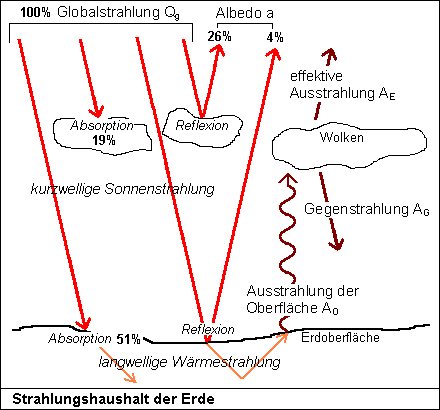 100% Globalstrahlung Qg
Albedo a
26%
4%
effektive
Ausstrahlung AE
Absorption
19%
Reflexion
Wolken
kurzwellige Sonnenstrahlung
Gegenstrahlung AG
Ausstrahlung der
Oberfläche AO
Reflexion
Absorption 51%
Erdoberfläche
langwellige Wärmestrahlung
Strahlungshaushalt der Erde